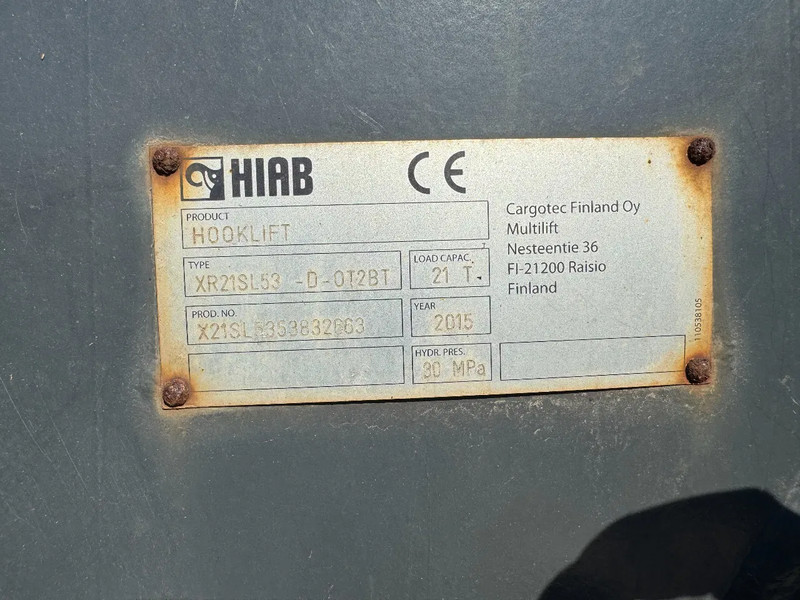 HIAB CE
PRODUCT
HOOKLIFT
TYPE
XR21SL53 -D-OT2BT
LOAD CAPAC.
21 T
PROD. NO.
YEAR
2015
HYDR. PRES.
30 MPa
Cargotec Finland Oy
Multilift
Nesteentie 36
FI-21200 Raisio
Finland
110538105